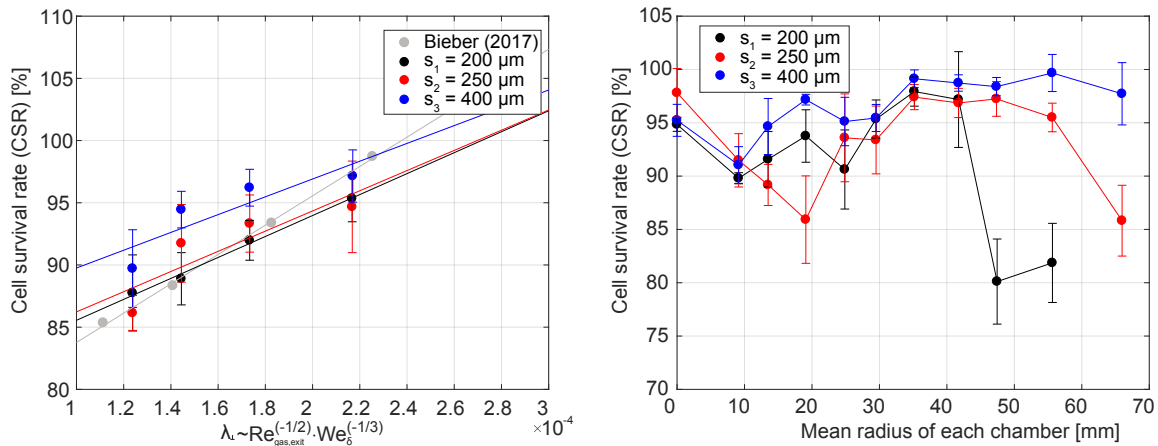 110
105
100
95
90
85
80
Cell survival rate (CSR) [%]
Bieber (2017)
s₁ = 200 µm
s₂ = 250 µm
s₃ = 400 µm
1 1.2 1.4 1.6 1.8 2 2.2 2.4 2.6 2.8 3
×10⁻⁴
λ⊥~Re_gas,exit^(-1/2)·We_δ^(-1/3)
105
100
95
90
85
80
75
70
Cell survival rate (CSR) [%]
s₁ = 200 µm
s₂ = 250 µm
s₃ = 400 µm
0 10 20 30 40 50 60 70
Mean radius of each chamber [mm]